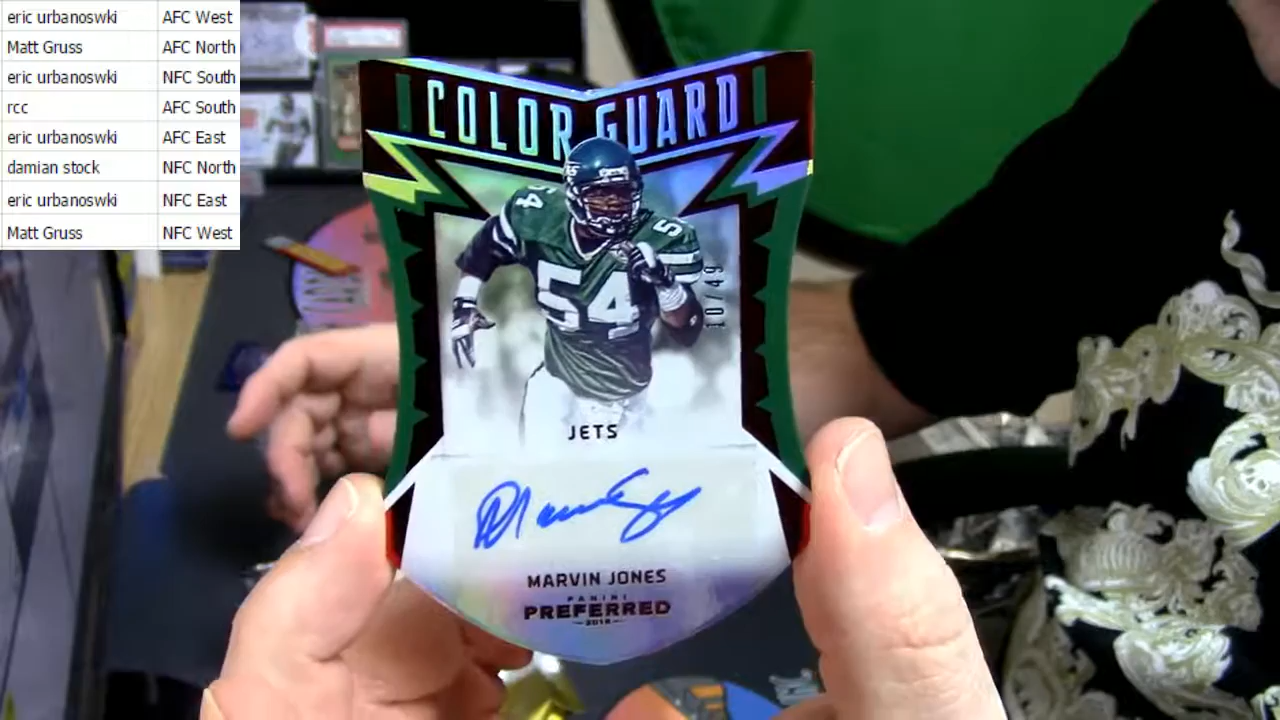 eric urbanoswki AFC West
Matt Gruss AFC North
eric urbanoswki NFC South
rcc AFC South
eric urbanoswki AFC East
damian stock NFC North
eric urbanoswki NFC East
Matt Gruss NFC West
COLOR GUARD
54
54
5
10/49
JETS
MARVIN JONES
PANINI
PREFERRED
2016